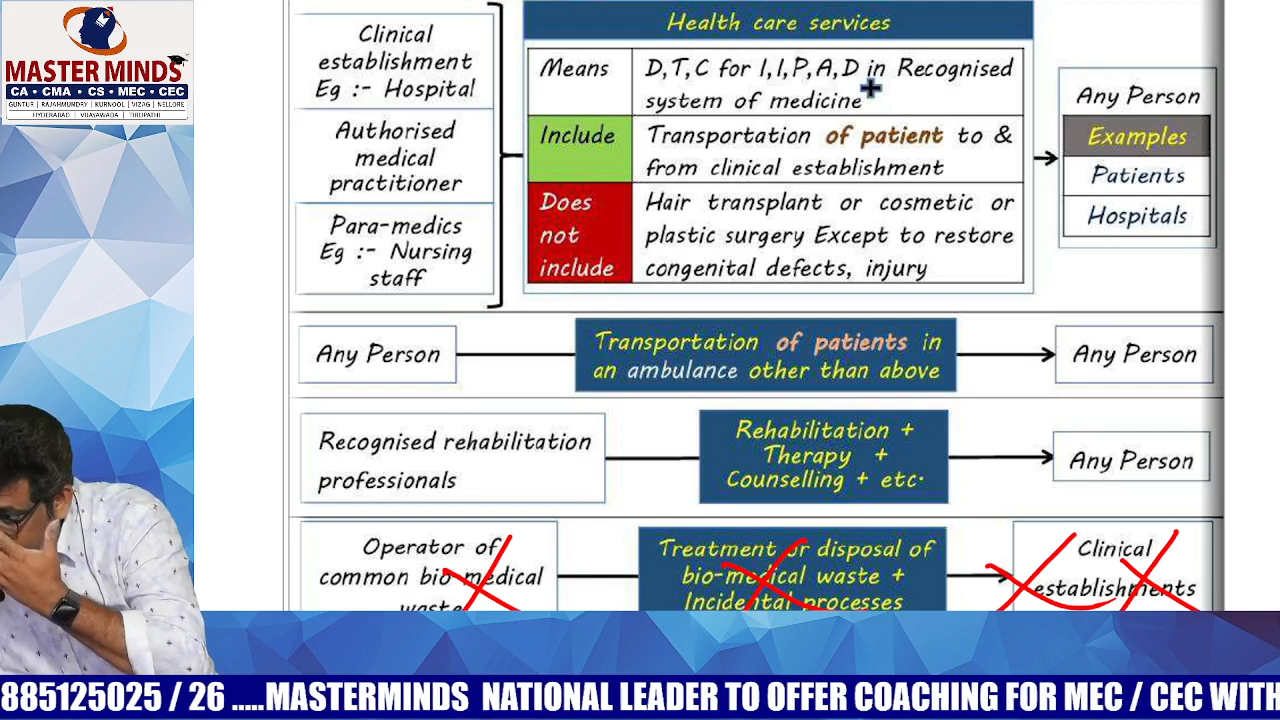 MASTER MINDS
CA • CMA • CS • MEC • CEC
GUNTUR | RAJAHMUNDRY | KURNOOL | VIZAG | NELLORE
HYDERABAD | VIJAYAWADA | TIRUPATHI
Clinical
establishment
Eg :- Hospital
Authorised
medical
practitioner
Para-medics
Eg :- Nursing
staff
Health care services
Means
D,T,C for I,I,P,A,D in Recognised
system of medicine
Include
Transportation of patient to &
from clinical establishment
Does
not
include
Hair transplant or cosmetic or
plastic surgery Except to restore
congenital defects, injury
Any Person
Examples
Patients
Hospitals
Any Person
Transportation of patients in
an ambulance other than above
Any Person
Recognised rehabilitation
professionals
Rehabilitation +
Therapy +
Counselling + etc.
Any Person
Operator of
common bio medical
waste
Treatment or disposal of
bio-medical waste +
Incidental processes
Clinical
establishments
885125025 / 26 .....MASTERMINDS NATIONAL LEADER TO OFFER COACHING FOR MEC / CEC WITH